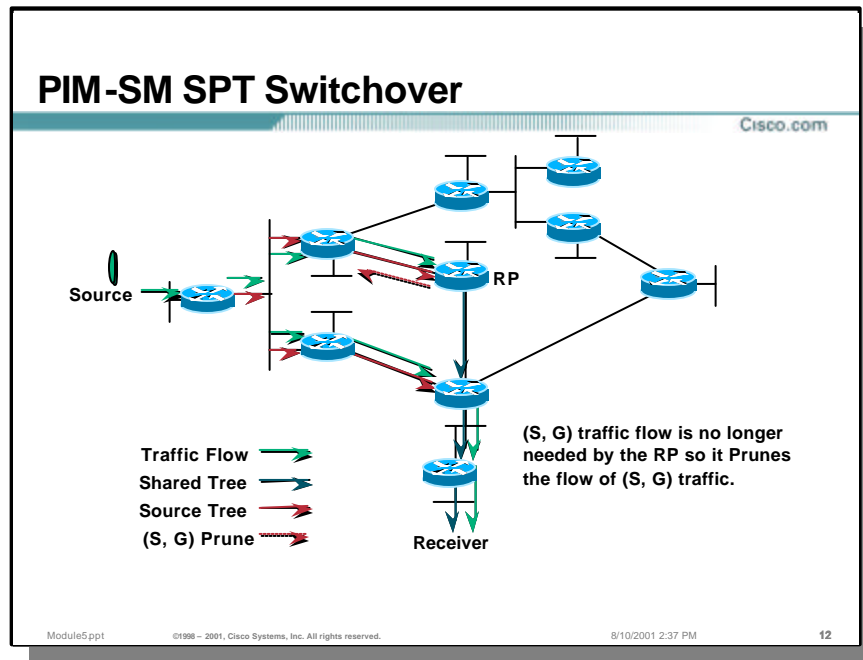 PIM-SM SPT Switchover
Cisco.com
RP
Source
(S, G) traffic flow is no longer
needed by the RP so it Prunes
the flow of (S, G) traffic.
Traffic Flow
Shared Tree
Source Tree
(S, G) Prune
Receiver
Module5.ppt
©1998 – 2001, Cisco Systems, Inc. All rights reserved.
8/10/2001 2:37 PM
12